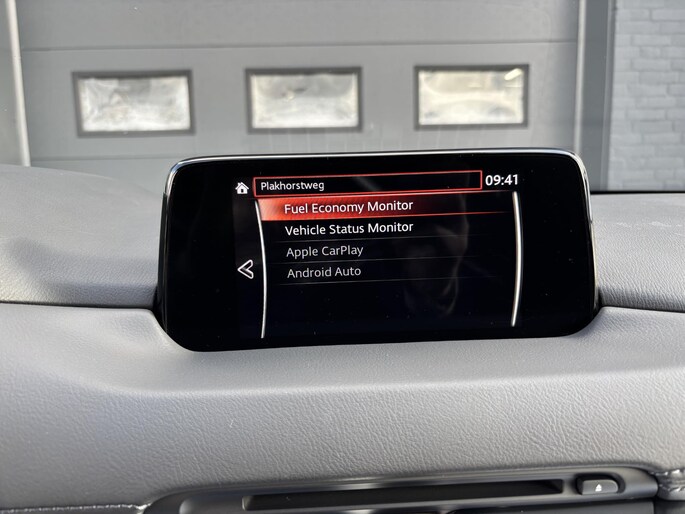 Plakhorstweg 09:41
Fuel Economy Monitor
Vehicle Status Monitor
Apple CarPlay
Android Auto